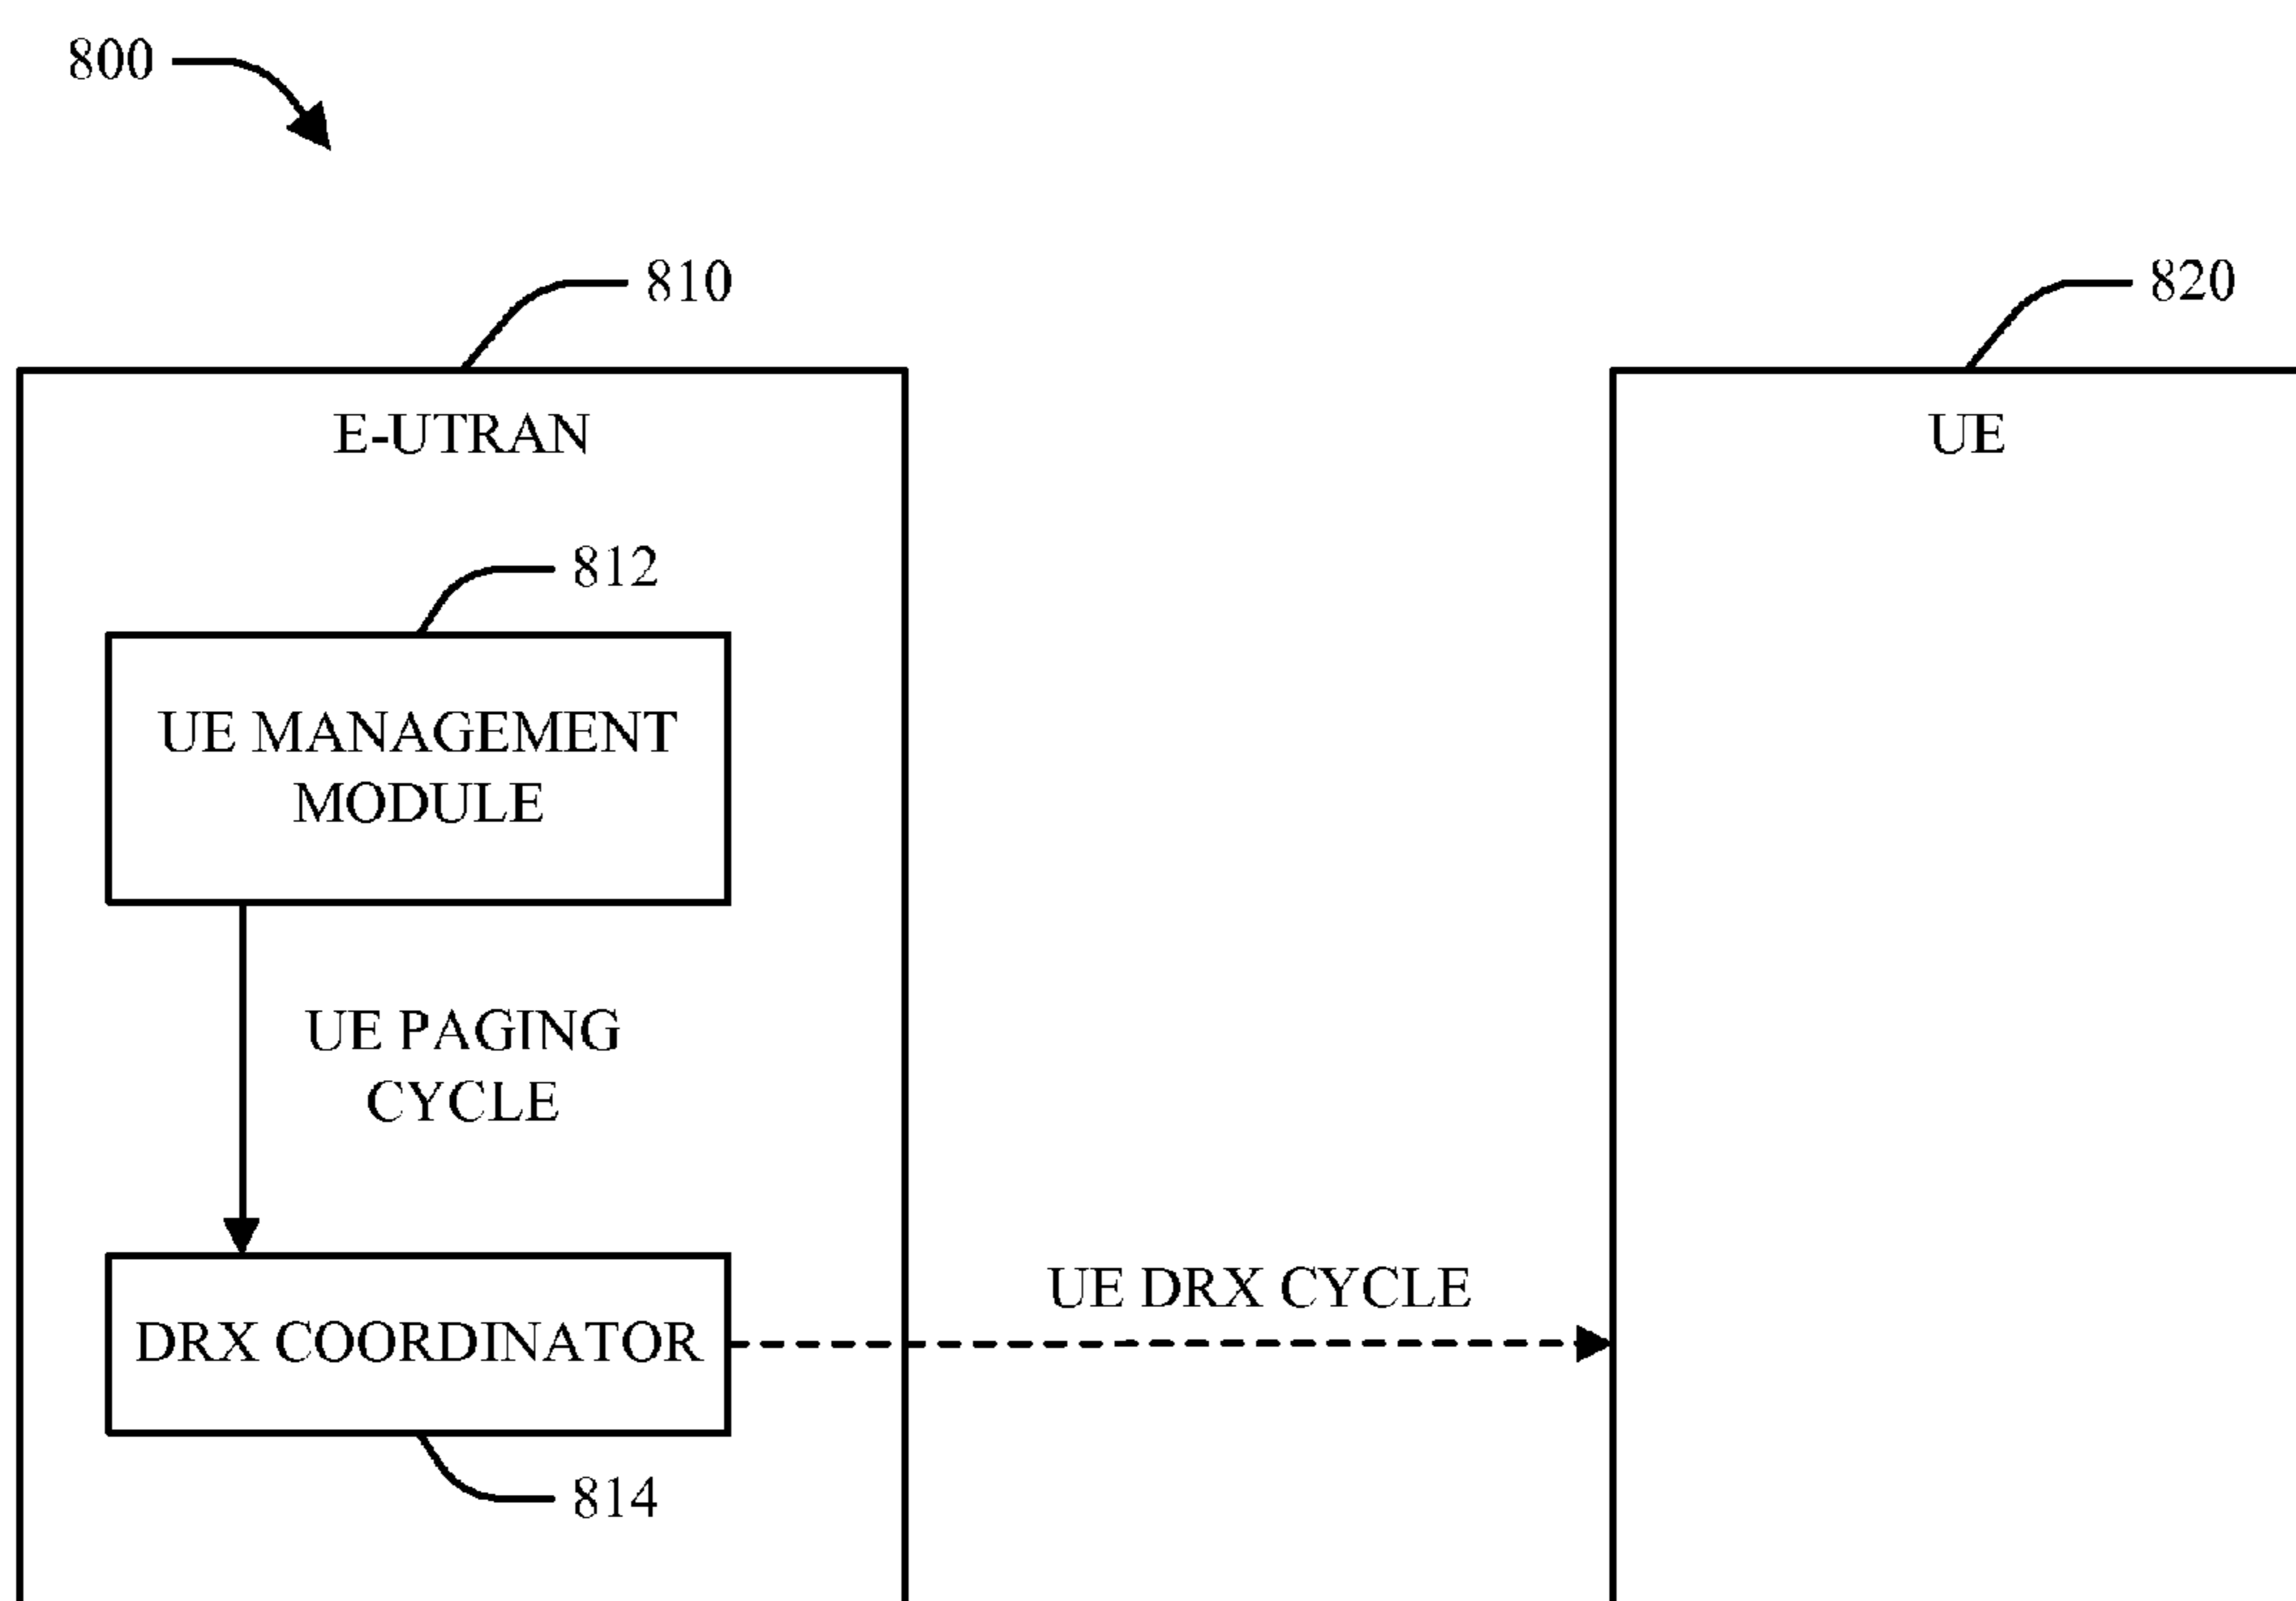 800
810
820
E-UTRAN
UE
812
UE MANAGEMENT
MODULE
UE PAGING
CYCLE
UE DRX CYCLE
DRX COORDINATOR
814